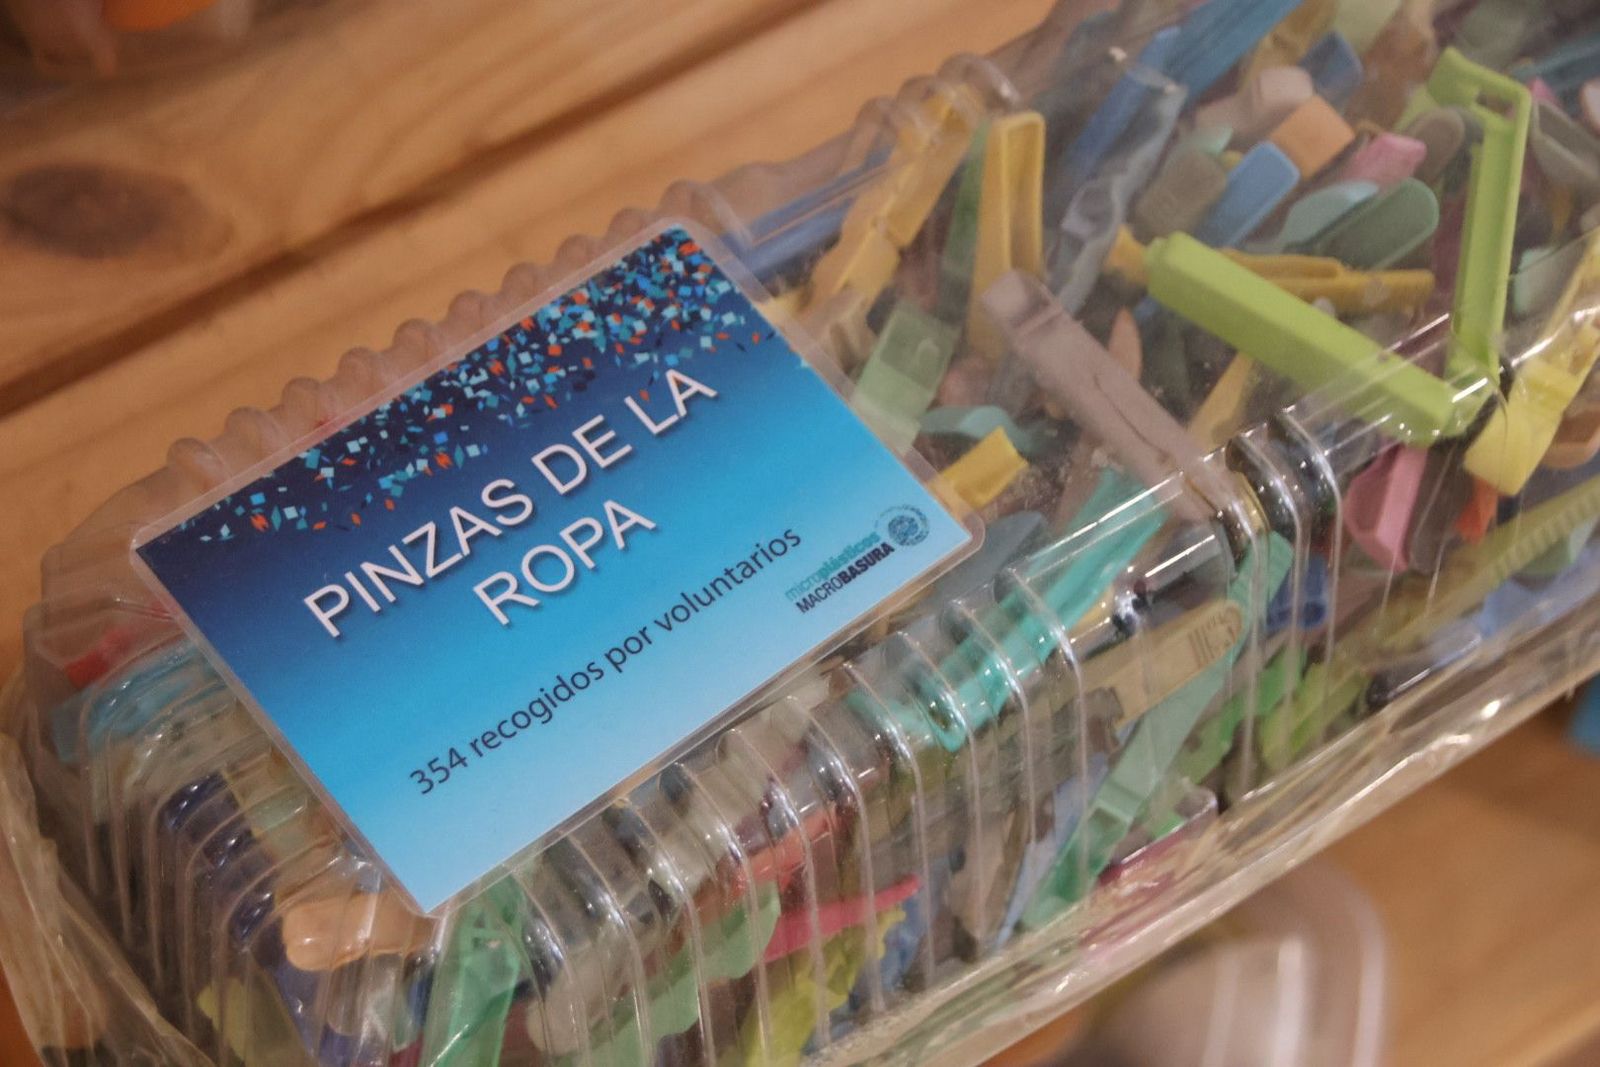 PINZAS DE LA
ROPA
354 recogidos por voluntarios
microplásticos
MACROBASURA